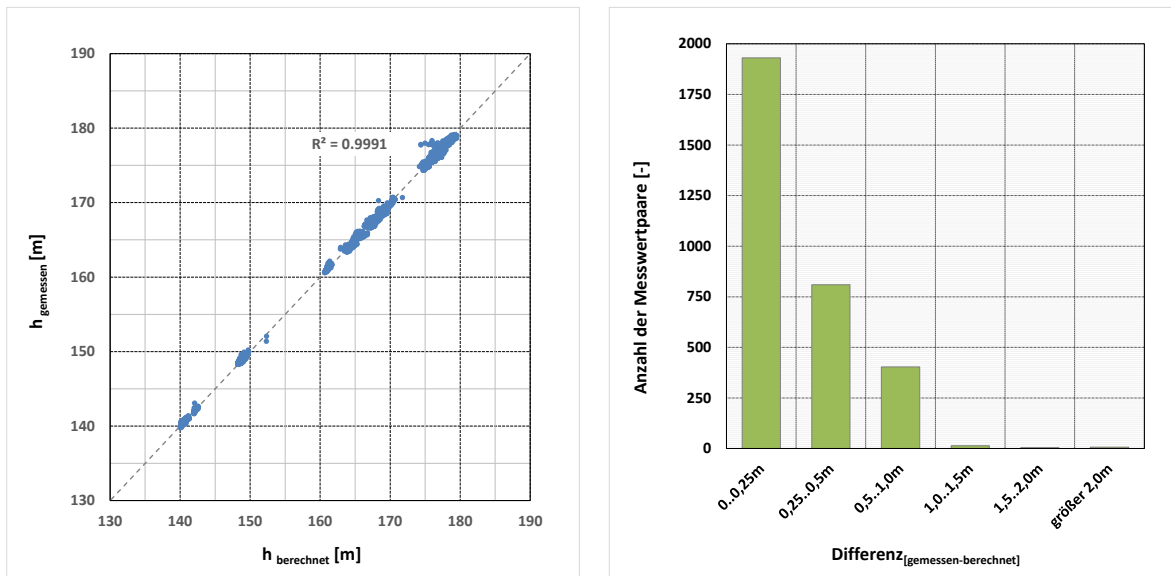 190
180
170
160
150
140
130
h gemessen [m]
R² = 0.9991
130 140 150 160 170 180 190
h berechnet [m]
2000
1750
1500
1250
1000
750
500
250
0
Anzahl der Messwertpaare [-]
0..0,25m
0,25..0,5m
0,5..1,0m
1,0..1,5m
1,5..2,0m
größer 2,0m
Differenz[gemessen-berechnet]